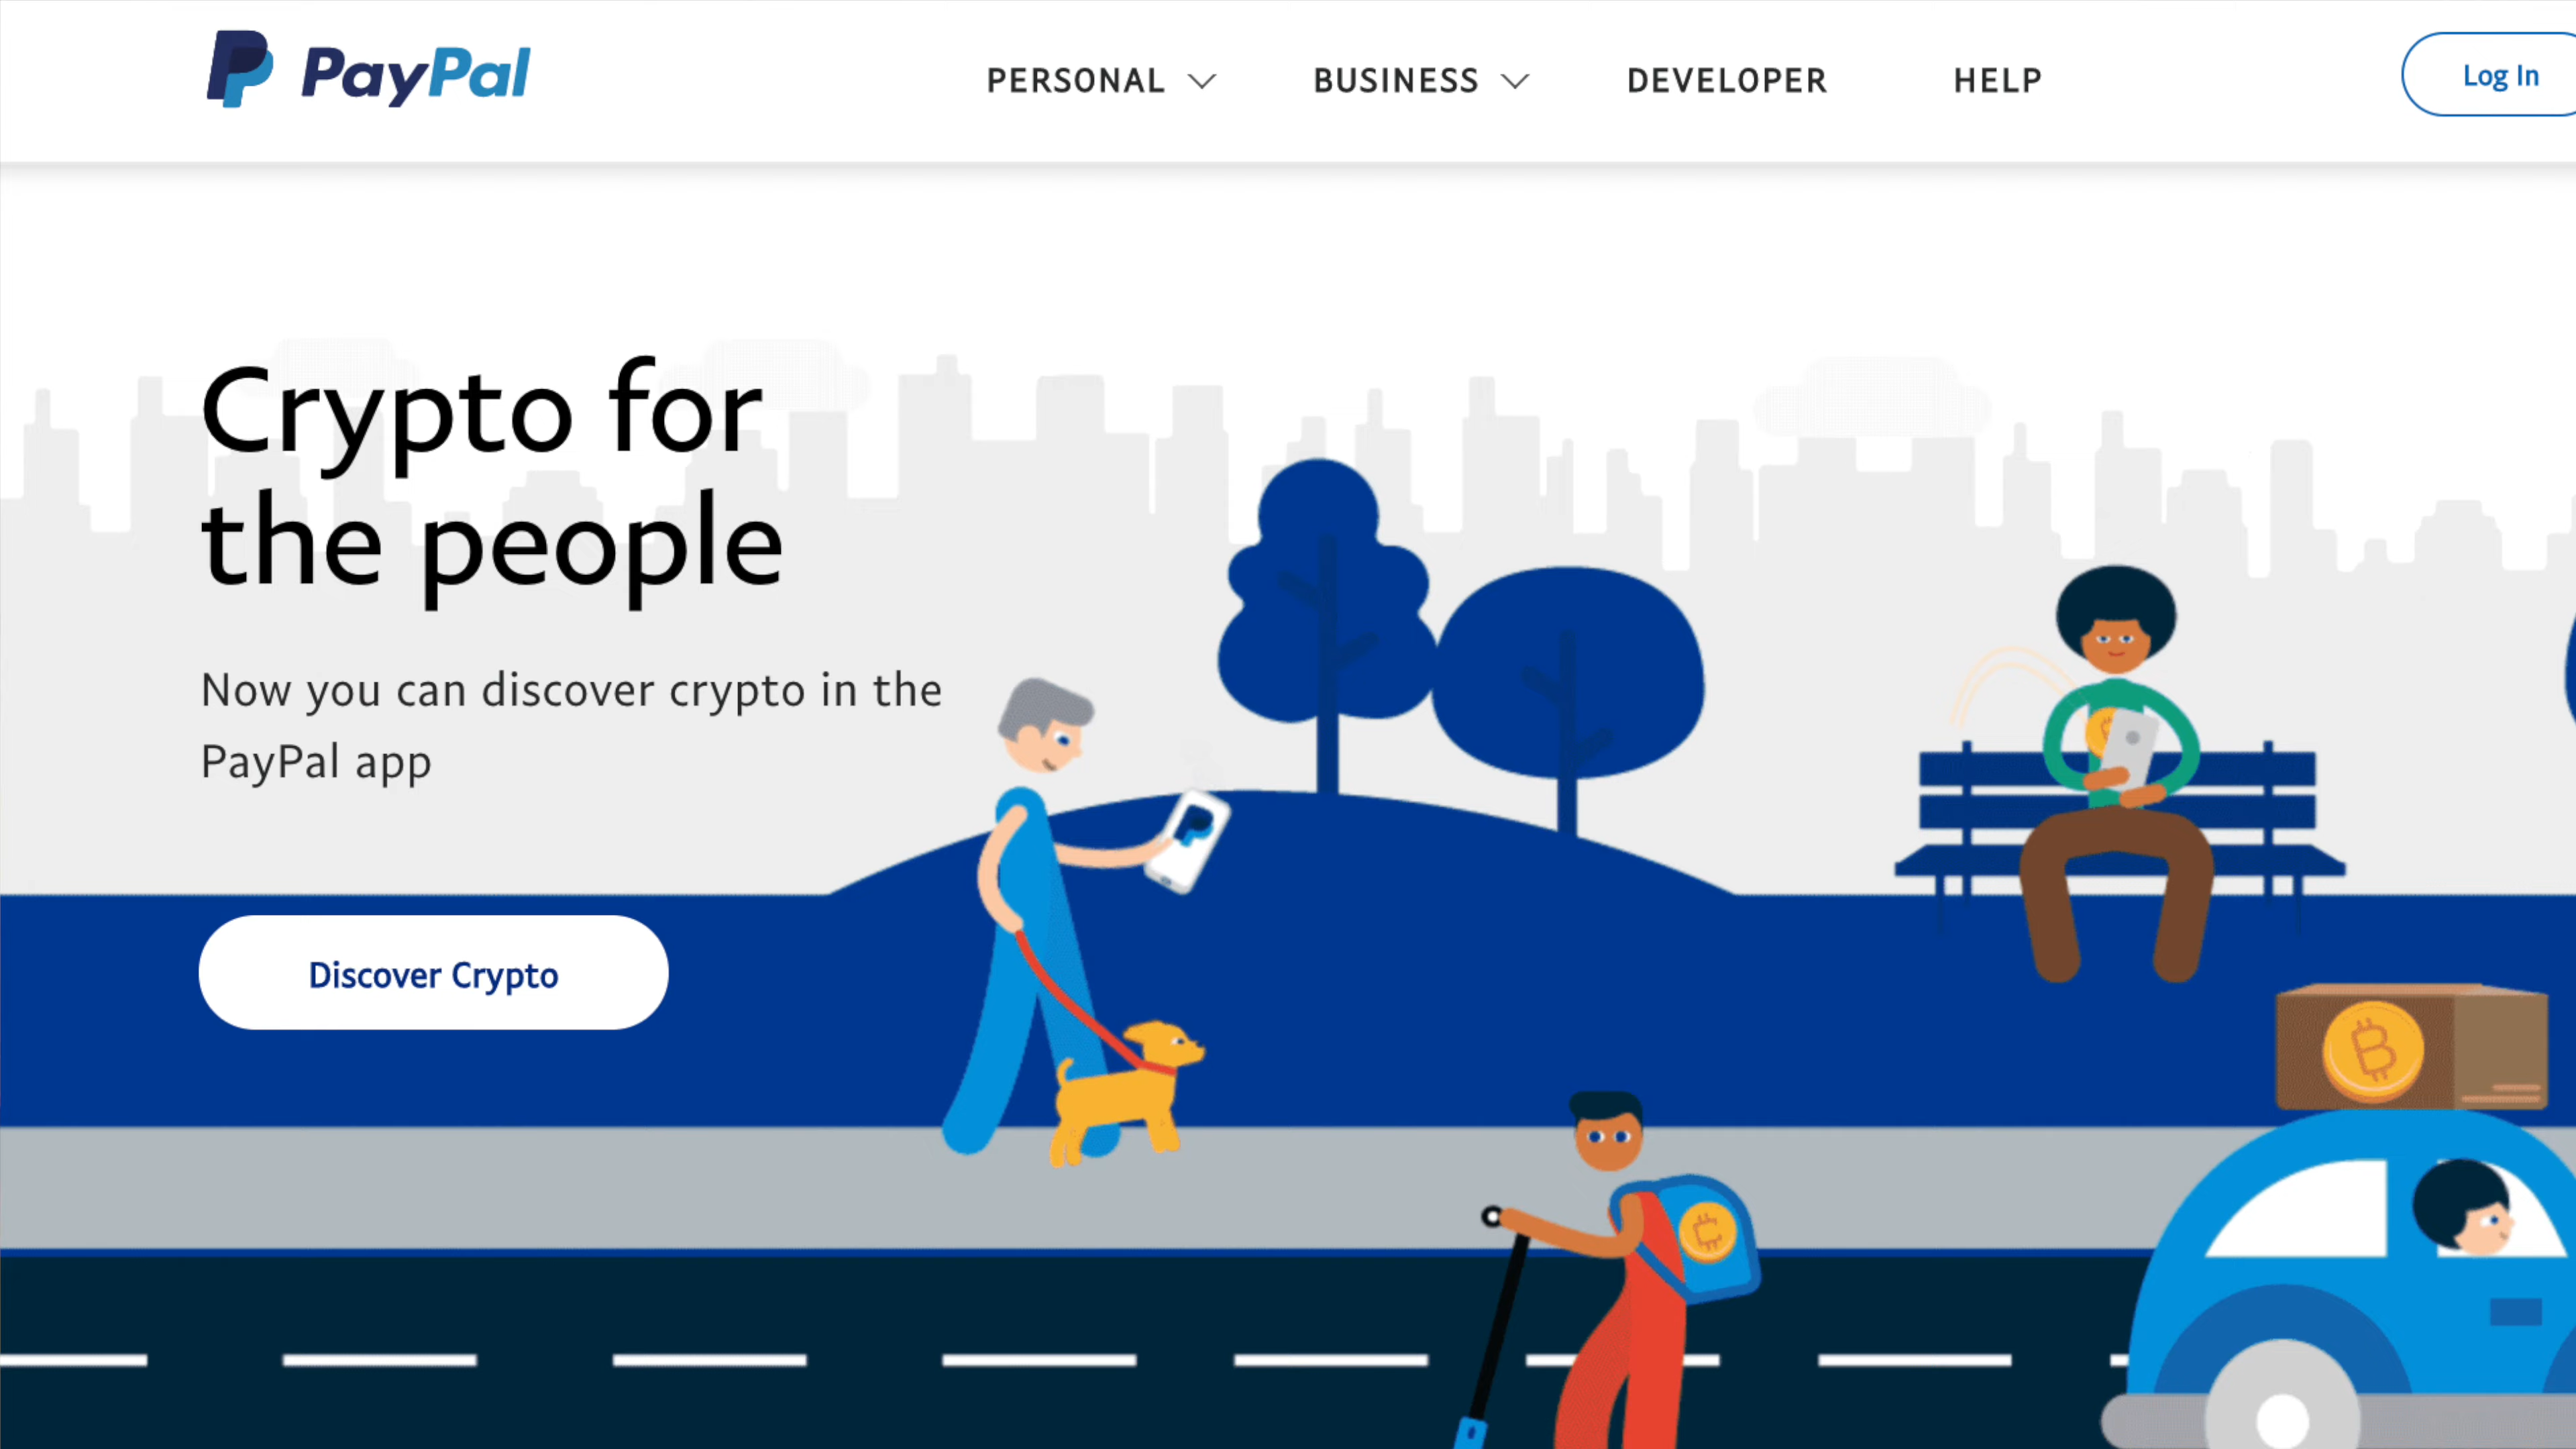 PayPal
PERSONAL
BUSINESS
DEVELOPER
HELP
Log In
Crypto for
the people
Now you can discover crypto in the
PayPal app
Discover Crypto